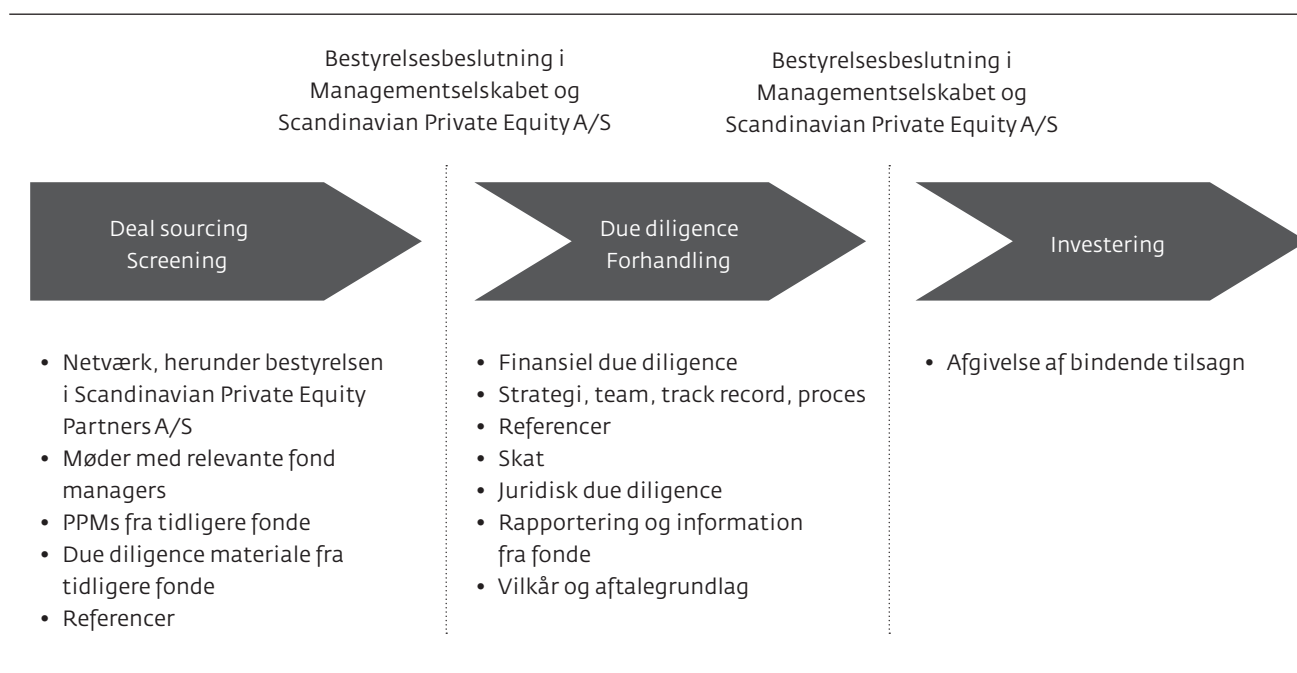 Bestyrelsesbeslutning i
Managementselskabet og
Scandinavian Private Equity A/S
Bestyrelsesbeslutning i
Managementselskabet og
Scandinavian Private Equity A/S
Deal sourcing
Screening
Due diligence
Forhandling
Investering
• Netværk, herunder bestyrelsen
i Scandinavian Private Equity
Partners A/S
• Møder med relevante fond
managers
• PPMs fra tidligere fonde
• Due diligence materiale fra
tidligere fonde
• Referencer
• Finansiel due diligence
• Strategi, team, track record, proces
• Referencer
• Skat
• Juridisk due diligence
• Rapportering og information
fra fonde
• Vilkår og aftalegrundlag
• Afgivelse af bindende tilsagn